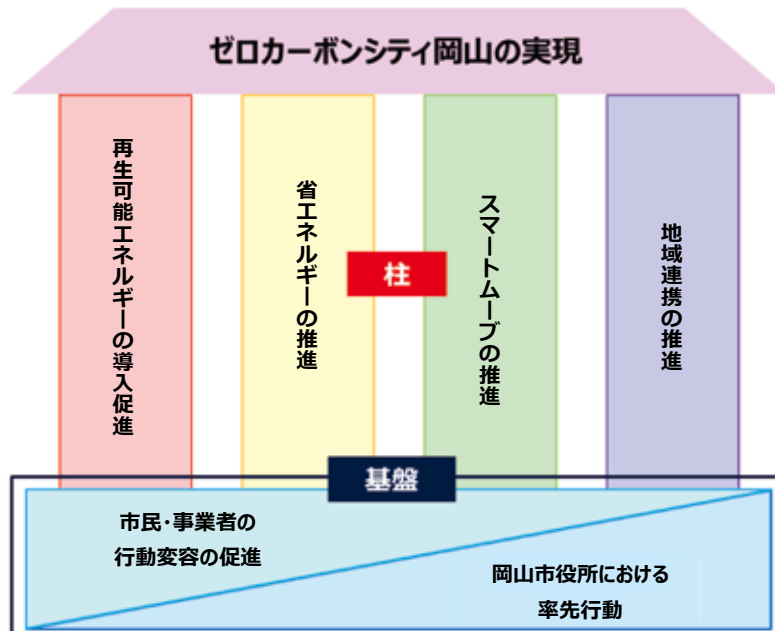 ゼロカーボンシティ岡山の実現
再生可能エネルギーの導入促進
省エネルギーの推進
柱
スマートムーブの推進
地域連携の推進
基盤
市民・事業者の
行動変容の促進
岡山市役所における
率先行動